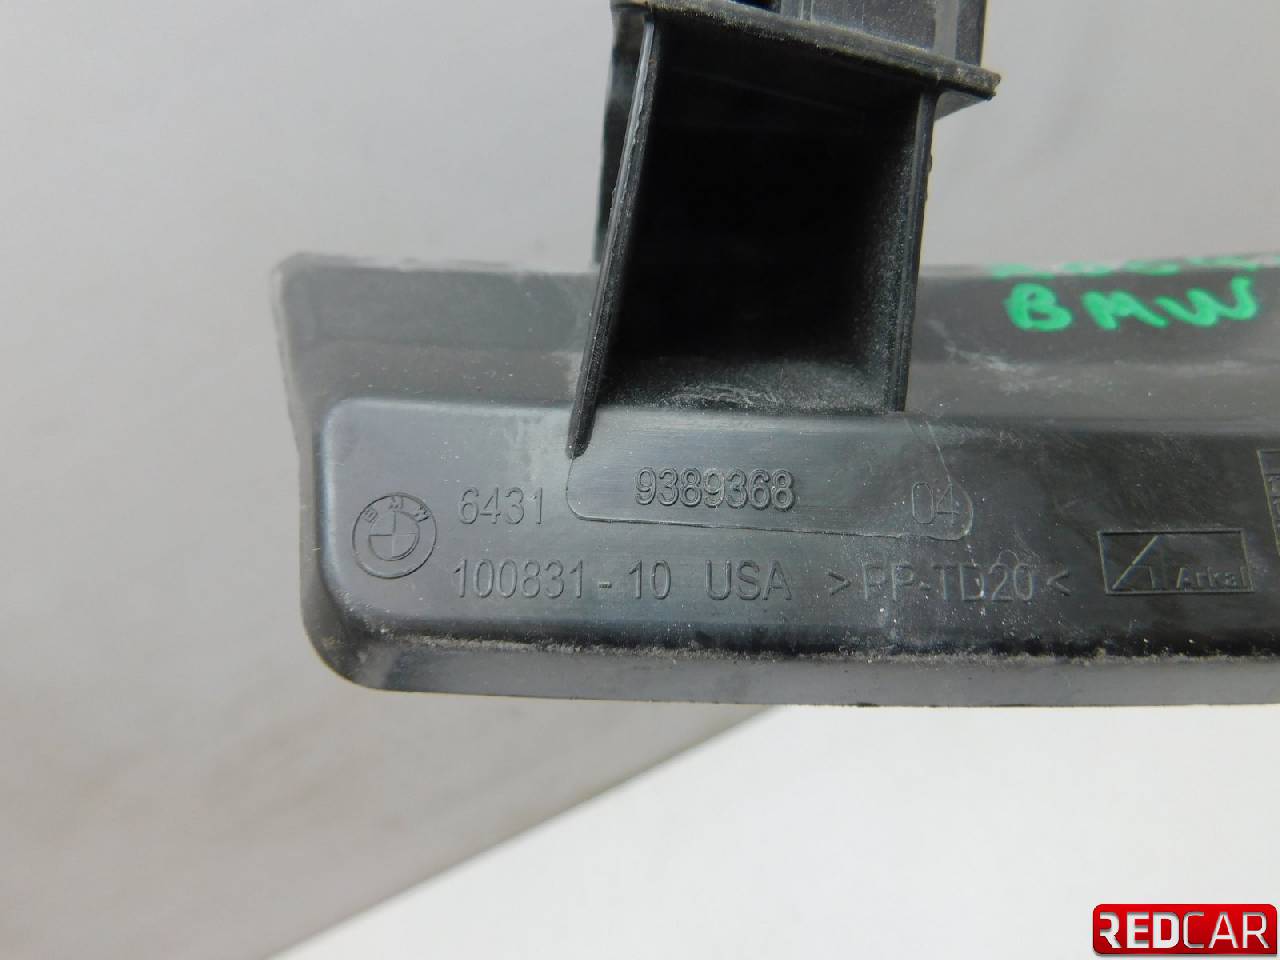 BMW
6431 9389368 04
BMW
100831-10 USA >PP-TD20< Arkal
REDCAR